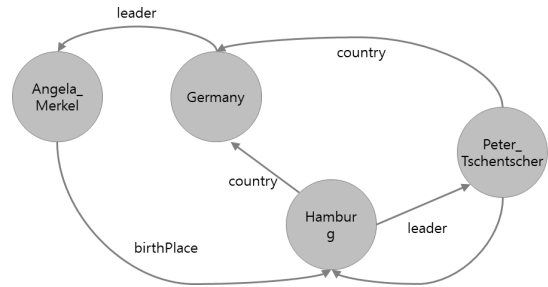 leader
country
Angela_
Merkel
Germany
Peter_
Tschentscher
country
Hambur
g
leader
birthPlace